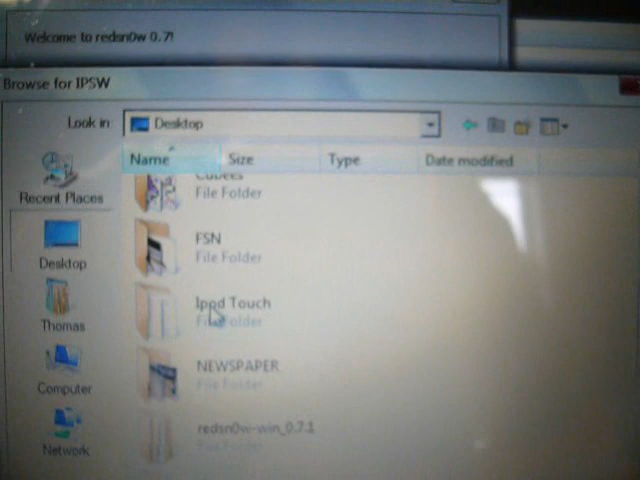 Welcome to redsn0w 0.7!
Browse for IPSW
Look in:
Desktop
Name
Size
Type
Date modified
Recent Places
Desktop
Thomas
Computer
Network
Cubees
File Folder
FSN
File Folder
Ipod Touch
File Folder
NEWSPAPER
File Folder
redsn0w-win_0.7.1
File Folder